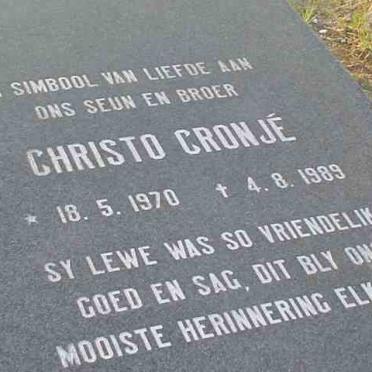 SIMBOOL VAN LIEFDE AAN
ONS SEUN EN BROER
CHRISTO CRONJÉ
* 18. 5. 1970 † 4. 8. 1989
SY LEWE WAS SO VRIENDELIK
GOED EN SAG, DIT BLY ONS
MOOISTE HERINNERING ELK